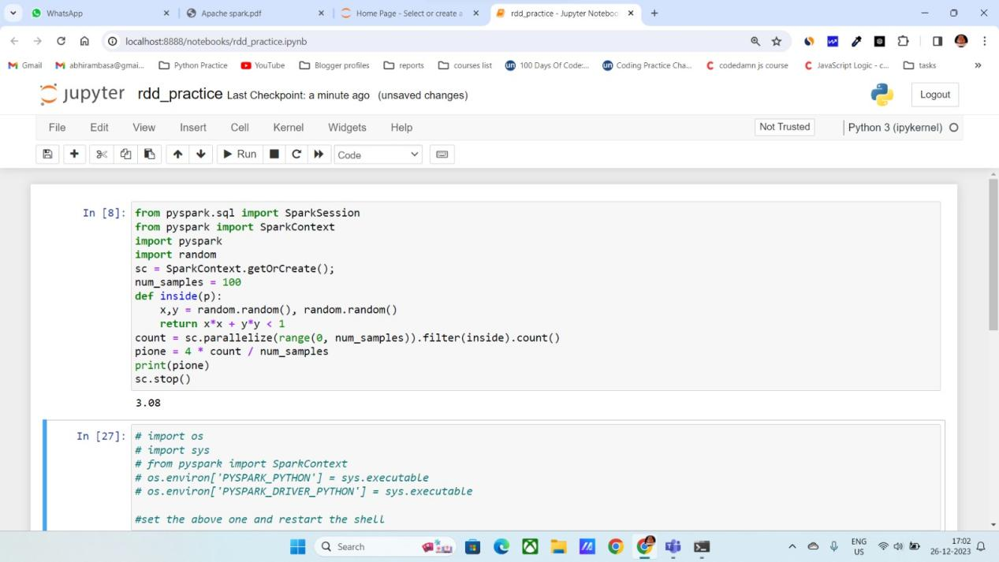 WhatsApp
Apache spark.pdf
Home Page - Select or create a
rdd_practice - Jupyter Noteboo
localhost:8888/notebooks/rdd_practice.ipynb
Gmail
abhirambasa@gmai...
Python Practice
YouTube
Blogger profiles
reports
courses list
100 Days Of Code:...
Coding Practice Cha...
codedamn js course
JavaScript Logic - c...
tasks
jupyter rdd_practice Last Checkpoint: a minute ago (unsaved changes)
Logout
File Edit View Insert Cell Kernel Widgets Help
Not Trusted
Python 3 (ipykernel)
Run
Code
In [8]:
from pyspark.sql import SparkSession
from pyspark import SparkContext
import pyspark
import random
sc = SparkContext.getOrCreate();
num_samples = 100
def inside(p):
    x,y = random.random(), random.random()
    return x*x + y*y < 1
count = sc.parallelize(range(0, num_samples)).filter(inside).count()
pione = 4 * count / num_samples
print(pione)
sc.stop()
3.08
In [27]:
# import os
# import sys
# from pyspark import SparkContext
# os.environ['PYSPARK_PYTHON'] = sys.executable
# os.environ['PYSPARK_DRIVER_PYTHON'] = sys.executable
#set the above one and restart the shell
Search
ENG
US
17:02
26-12-2023